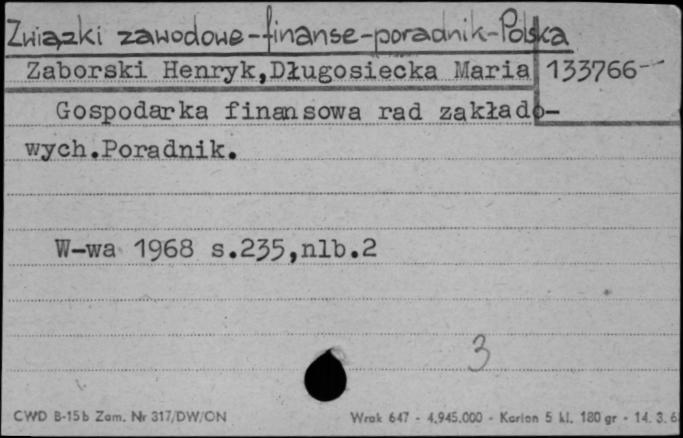 Związki zawodowe-finanse-poradnik-Polska
Zaborski Henryk,Długosiecka Maria 133766
Gospodarka finansowa rad zakłado-
wych.Poradnik.
W-wa 1968 s.235,nlb.2
3
CWD B-15b Zam. Nr 317/DW/ON Wrok 647 - 4.945.000 - Karton 5 kl. 180 gr - 14. 3. 6